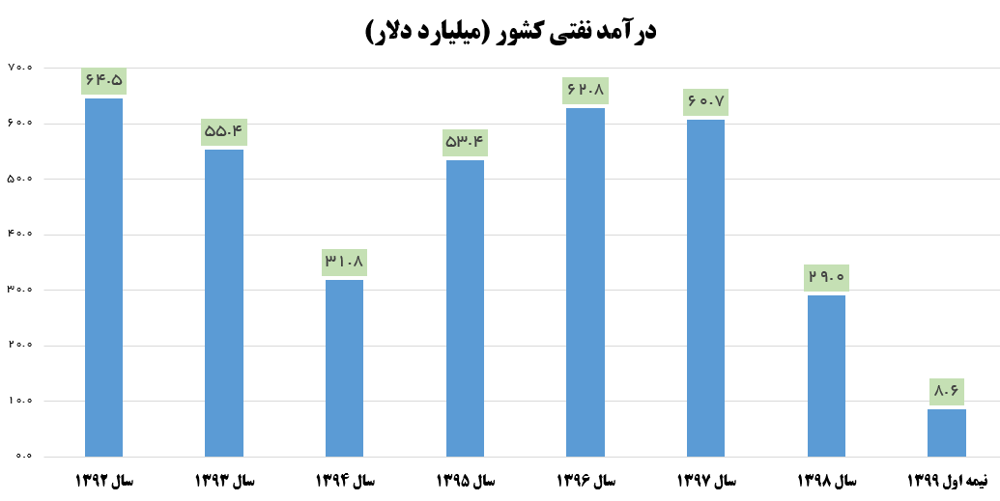 درآمد نفتی کشور (میلیارد دلار)
۷۰.۰
۶۰.۰
۵۰.۰
۴۰.۰
۳۰.۰
۲۰.۰
۱۰.۰
۰.۰
۶۴.۵
۵۵.۴
۳۱.۸
۵۳.۴
۶۲.۸
۶۰.۷
۲۹.۰
۸.۶
سال ۱۳۹۲
سال ۱۳۹۳
سال ۱۳۹۴
سال ۱۳۹۵
سال ۱۳۹۶
سال ۱۳۹۷
سال ۱۳۹۸
نیمه اول ۱۳۹۹